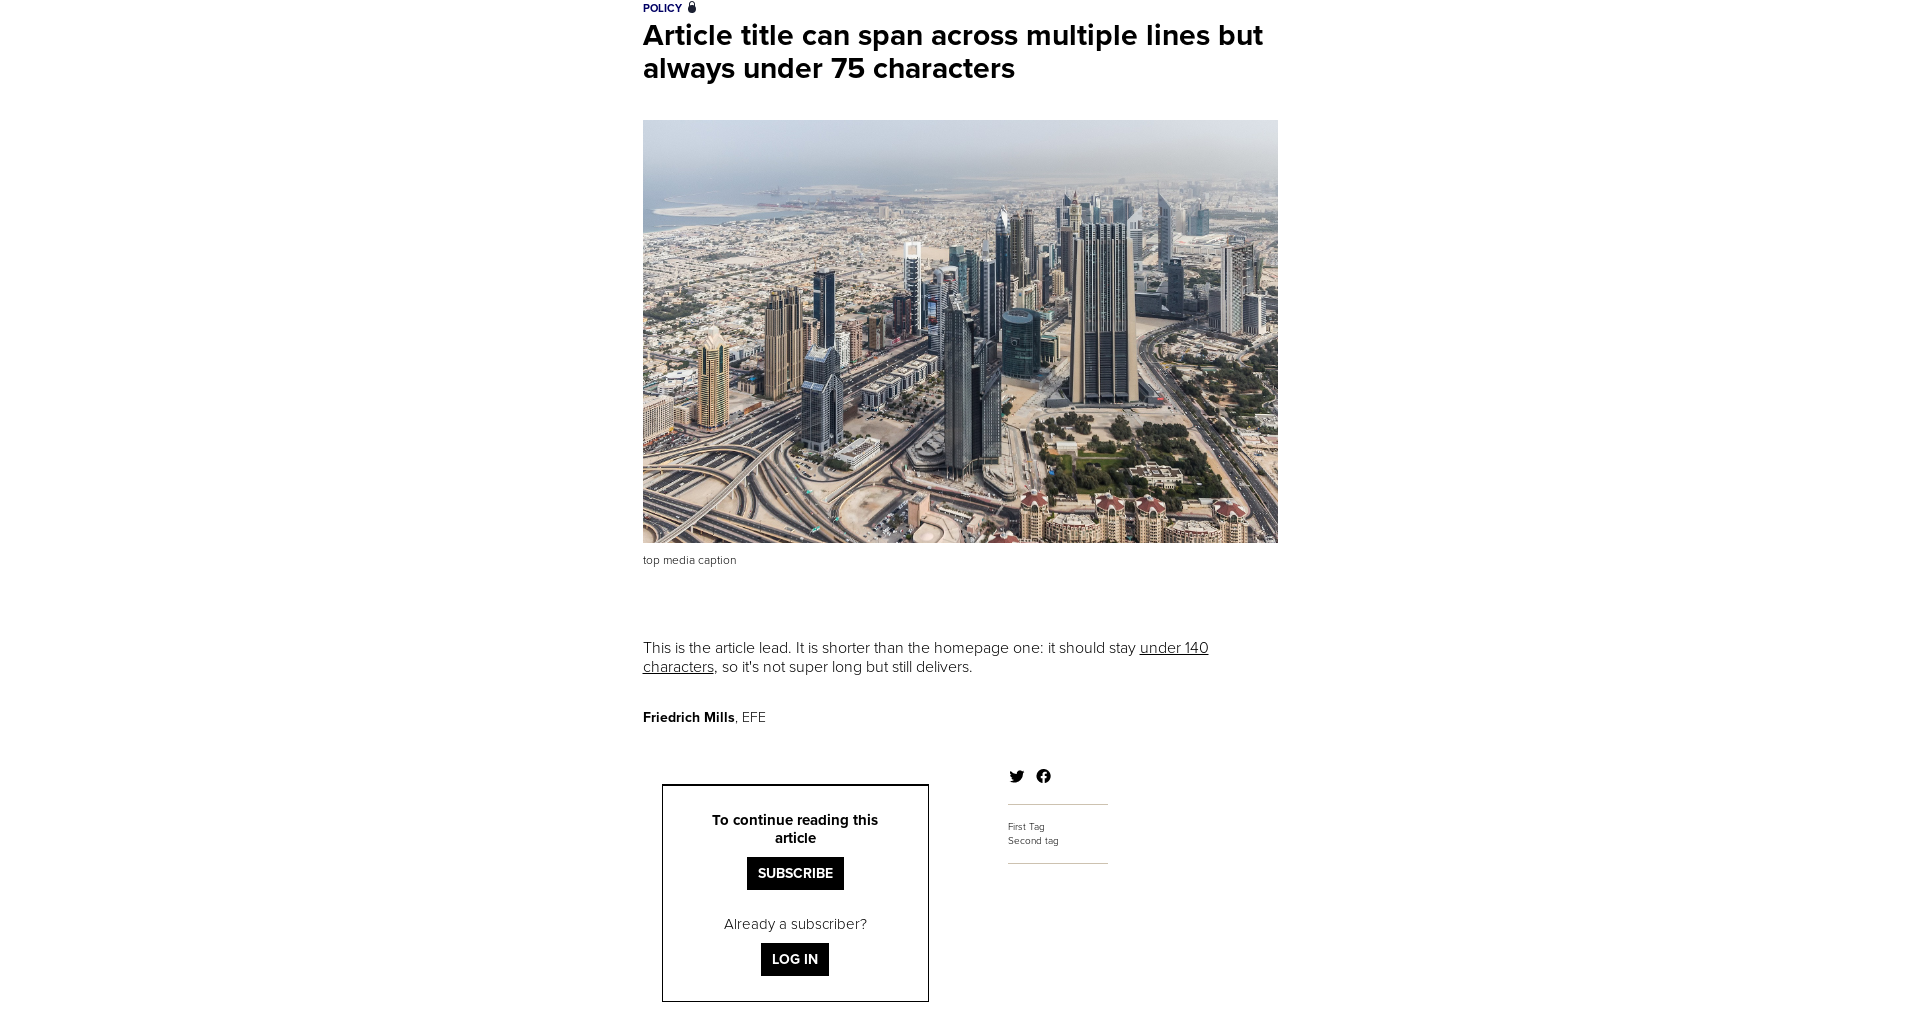 POLICY
Article title can span across multiple lines but
always under 75 characters
top media caption
This is the article lead. It is shorter than the homepage one: it should stay under 140
characters, so it's not super long but still delivers.
Friedrich Mills, EFE
To continue reading this
article
SUBSCRIBE
Already a subscriber?
LOG IN
First Tag
Second tag